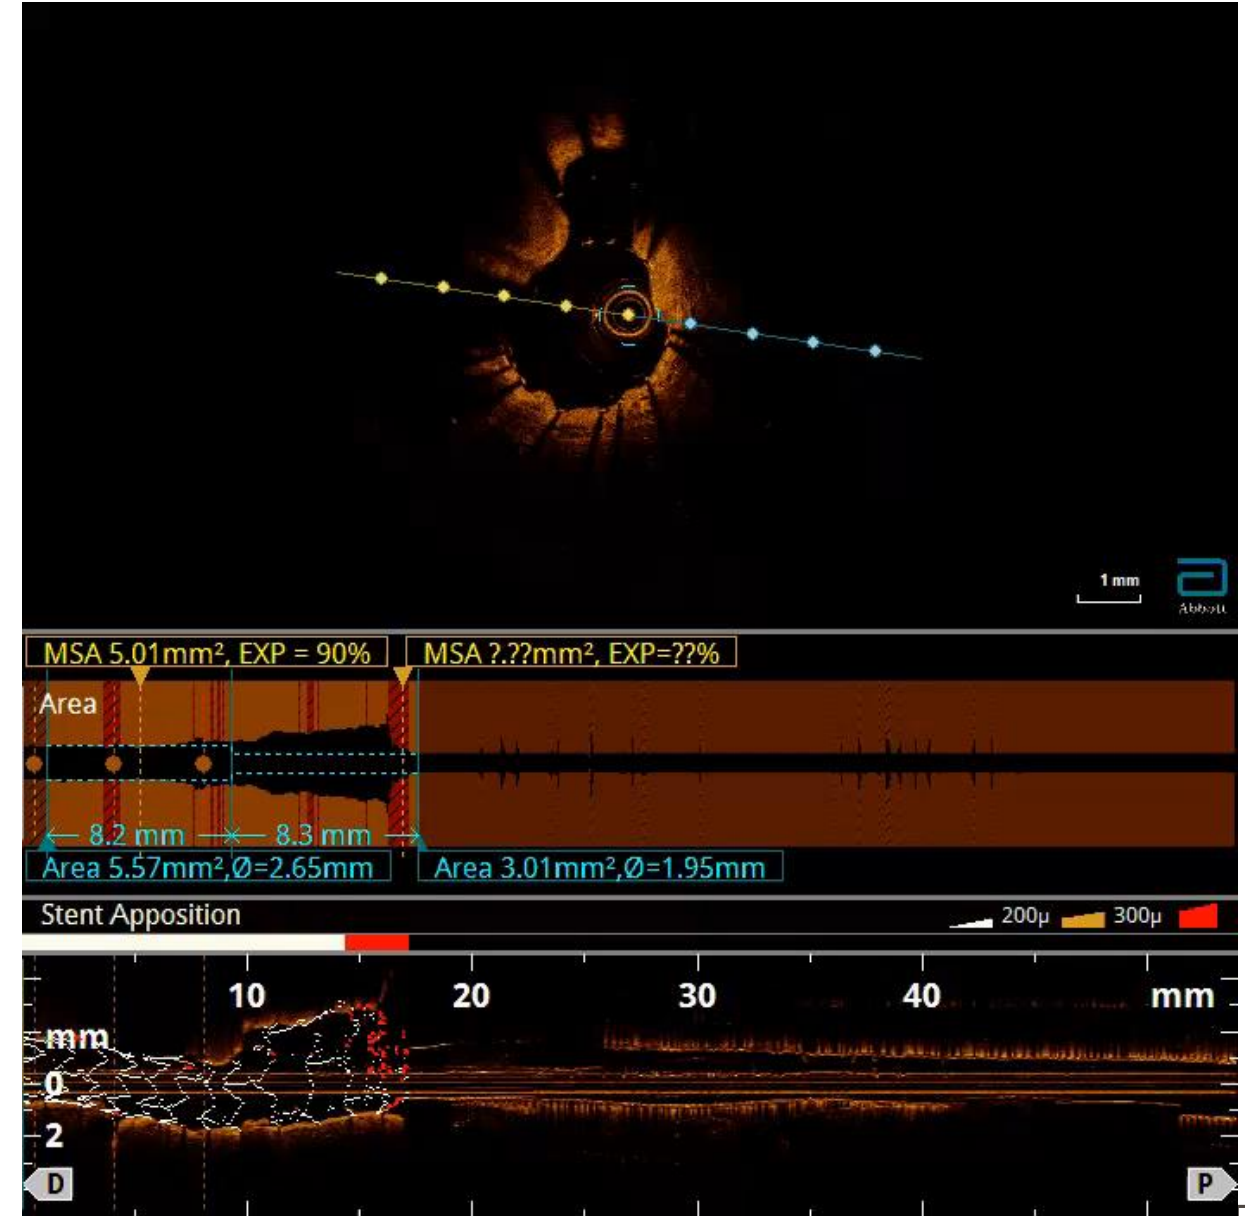 1 mm
Abbott
MSA 5.01mm², EXP = 90%
MSA ?.??mm², EXP=??%
Area
8.2 mm
8.3 mm
Area 5.57mm²,Ø=2.65mm
Area 3.01mm²,Ø=1.95mm
Stent Apposition
200µ
300µ
10
20
30
40
mm
mm
0
2
D
P